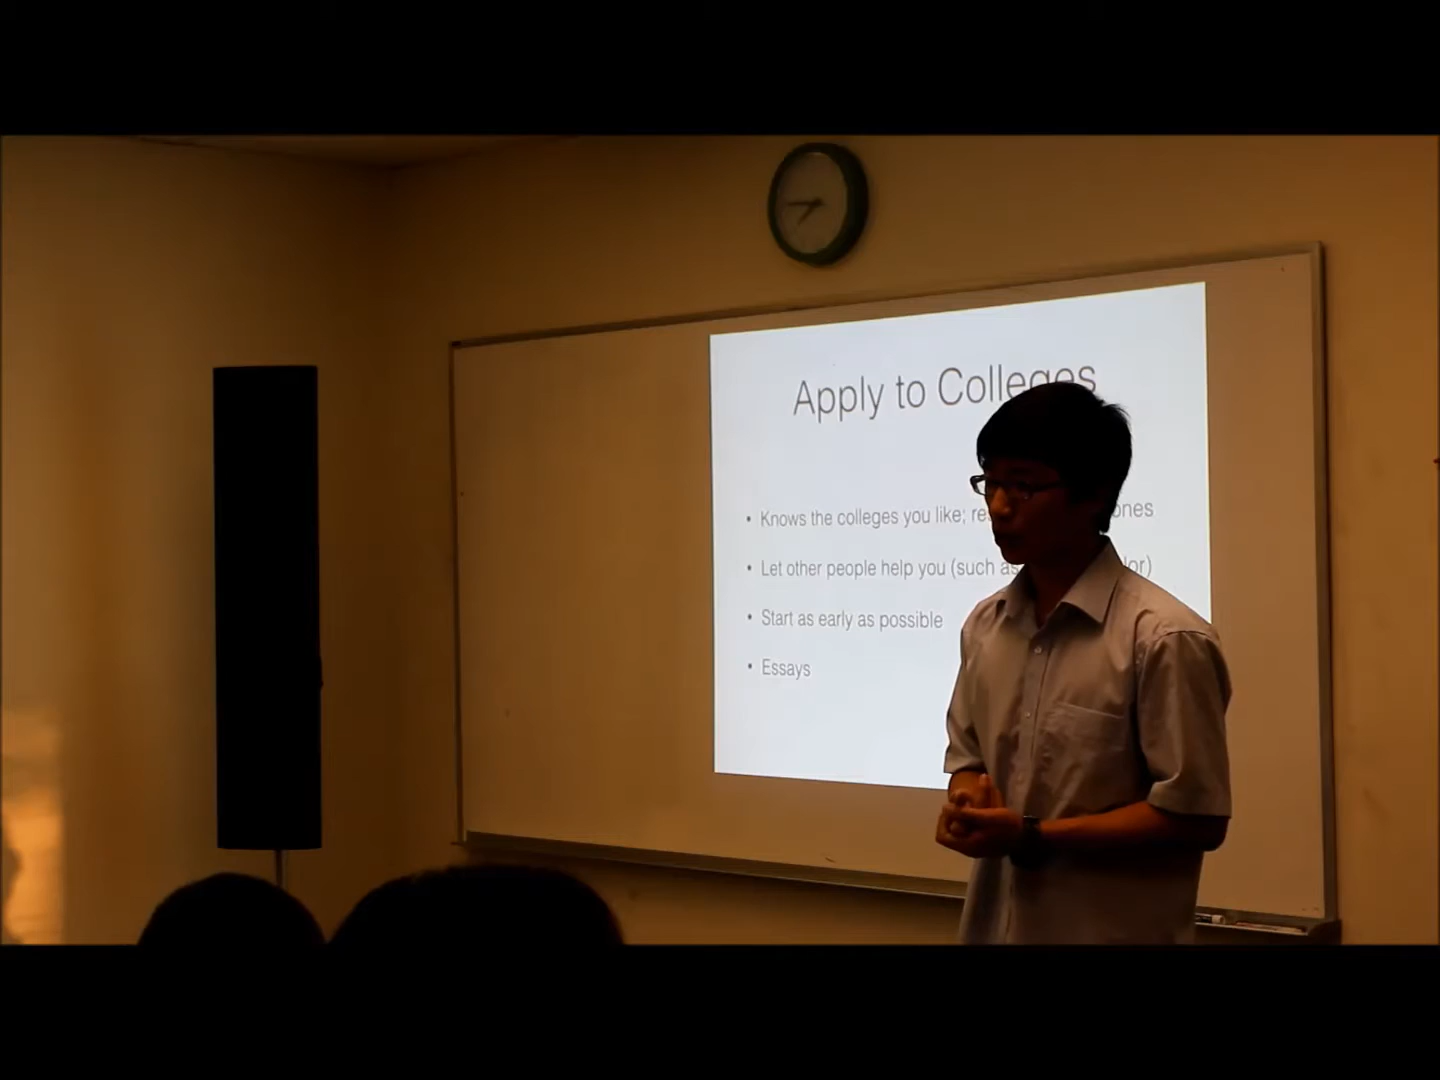 Apply to Colleges
• Knows the colleges you like; ones
• Let other people help you (such as
• Start as early as possible
• Essays